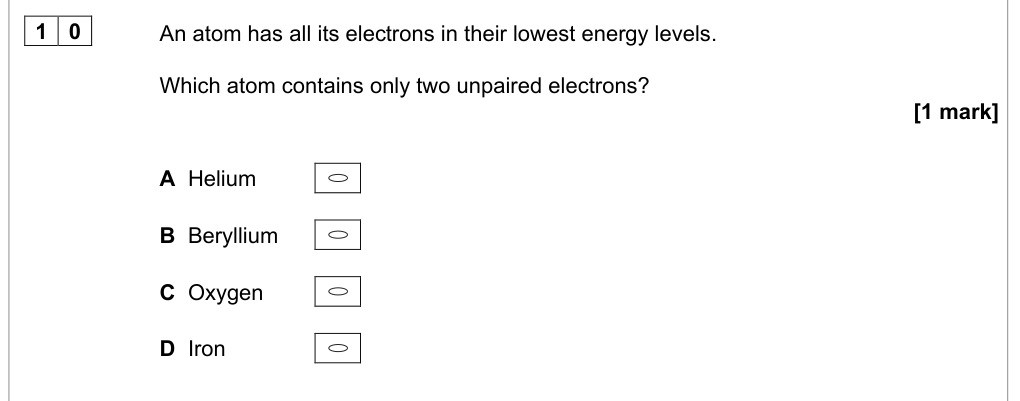 1 0 An atom has all its electrons in their lowest energy levels.
Which atom contains only two unpaired electrons?
[1 mark]
A Helium
B Beryllium
C Oxygen
D Iron